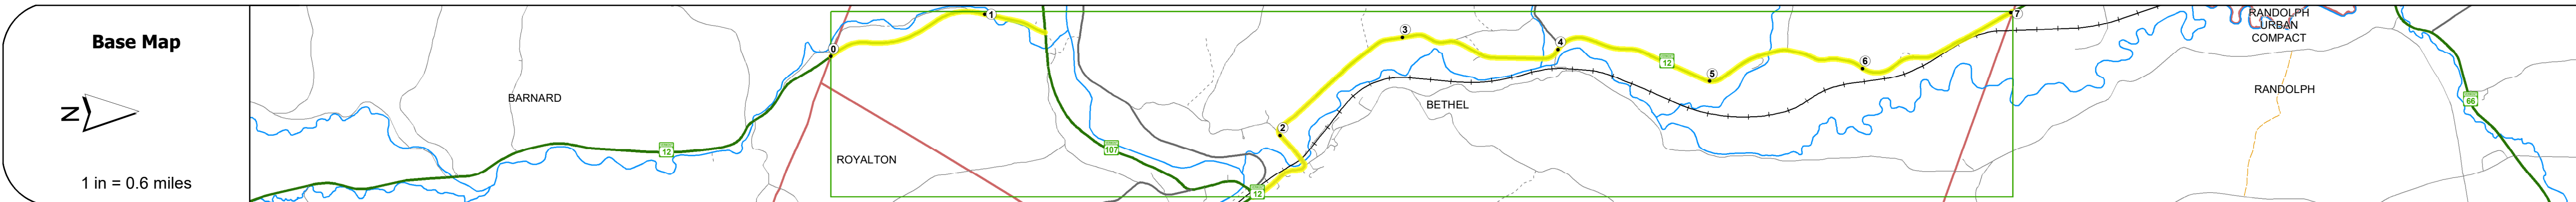 Base Map
N
1 in = 0.6 miles
BARNARD
12
0
1
ROYALTON
107
12
2
3
BETHEL
4
12
5
6
7
RANDOLPH
URBAN
COMPACT
RANDOLPH
66